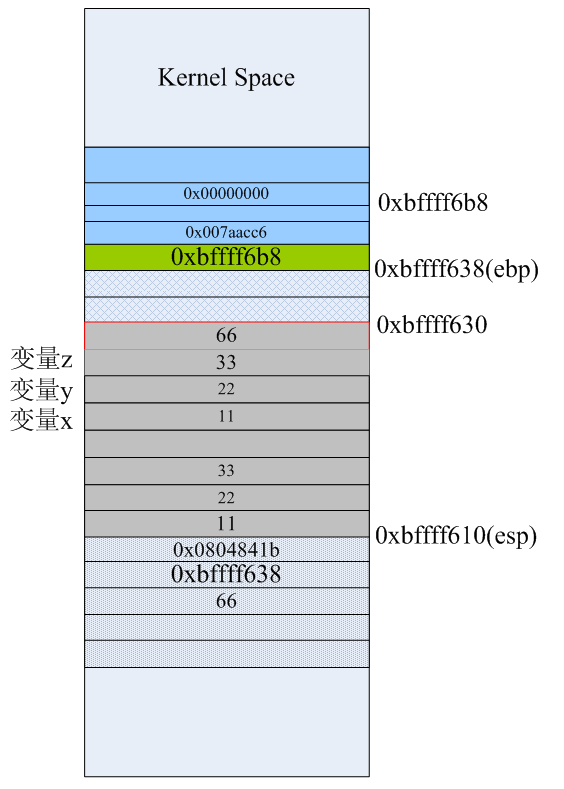 Kernel Space
0x00000000
0xbffff6b8
0x007aacc6
0xbffff6b8
0xbffff638(ebp)
0xbffff630
66
变量z
33
变量y
22
变量x
11
33
22
11
0xbffff610(esp)
0x0804841b
0xbffff638
66